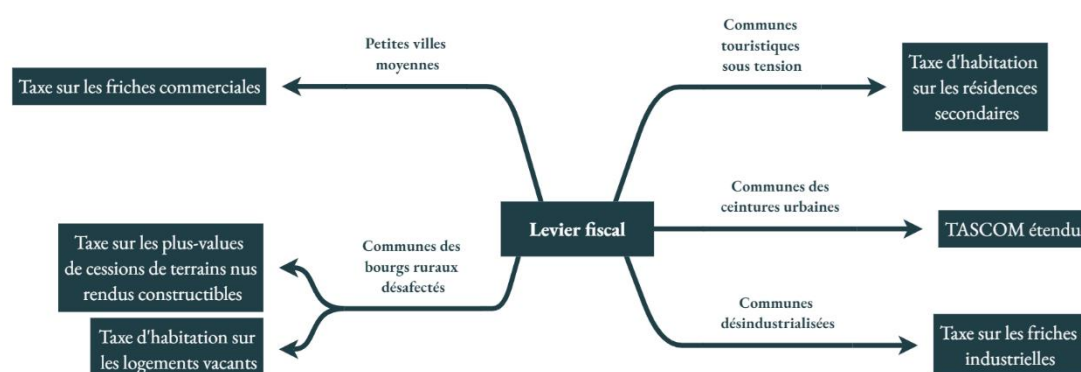 Petites villes
moyennes
Taxe sur les friches commerciales
Communes
touristiques
sous tension
Taxe d'habitation
sur les résidences
secondaires
Levier fiscal
Communes des
ceintures urbaines
TASCOM étendu
Communes des
bourgs ruraux
désafectés
Taxe sur les plus-values
de cessions de terrains nus
rendus constructibles
Taxe d'habitation sur
les logements vacants
Communes
désindustrialisées
Taxe sur les friches
industrielles